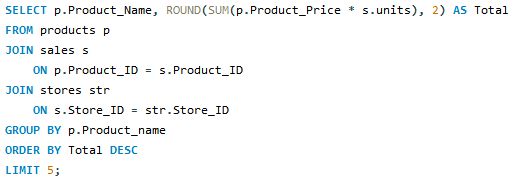 SELECT p.Product_Name, ROUND(SUM(p.Product_Price * s.units), 2) AS Total
FROM products p
JOIN sales s
    ON p.Product_ID = s.Product_ID
JOIN stores str
    ON s.Store_ID = str.Store_ID
GROUP BY p.Product_name
ORDER BY Total DESC
LIMIT 5;